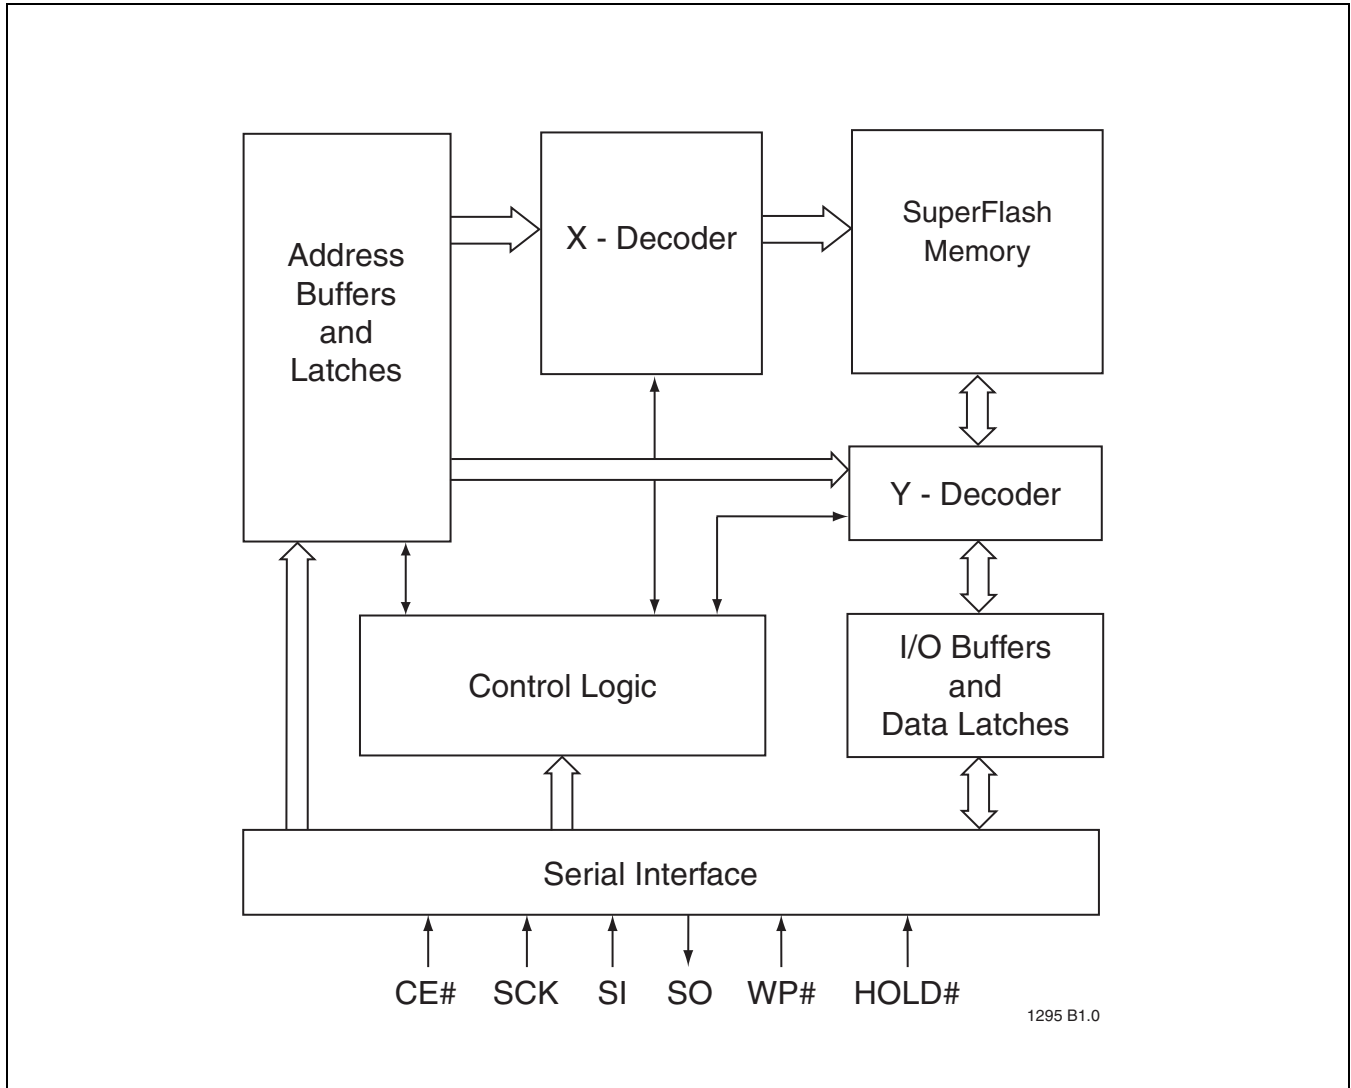 Address
Buffers
and
Latches
X - Decoder
SuperFlash
Memory
Y - Decoder
Control Logic
I/O Buffers
and
Data Latches
Serial Interface
CE# SCK SI SO WP# HOLD#
1295 B1.0